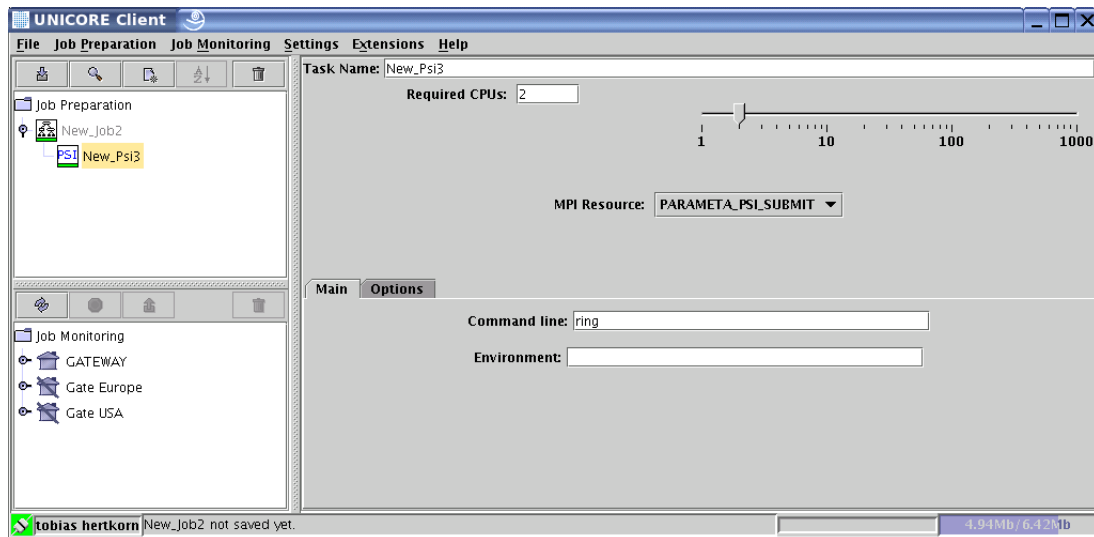 UNICORE Client
File Job Preparation Job Monitoring Settings Extensions Help
Task Name: New_Psi3
Required CPUs: 2
1 10 100 1000
MPI Resource: PARAMETA_PSI_SUBMIT
Job Preparation
New_Job2
PSI New_Psi3
Main Options
Command line: ring
Environment:
Job Monitoring
GATEWAY
Gate Europe
Gate USA
tobias hertkorn New_Job2 not saved yet. 4.94Mb/6.42Mb